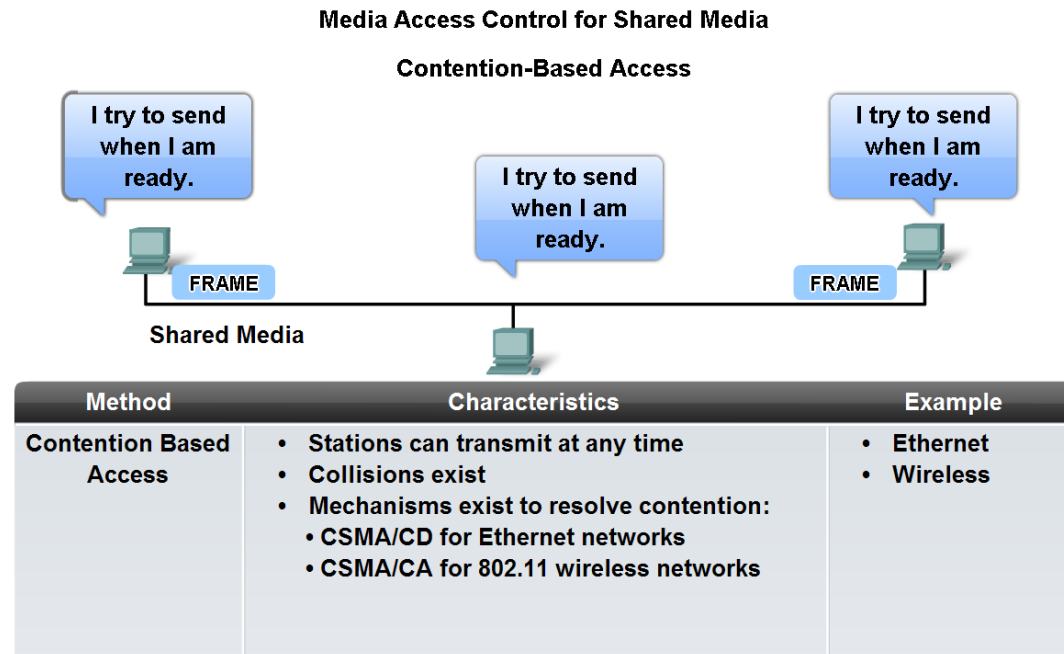 Media Access Control for Shared Media
Contention-Based Access
I try to send
when I am
ready.
I try to send
when I am
ready.
I try to send
when I am
ready.
FRAME
FRAME
Shared Media
Method
Characteristics
Example
Contention Based
Access
• Stations can transmit at any time
• Collisions exist
• Mechanisms exist to resolve contention:
• CSMA/CD for Ethernet networks
• CSMA/CA for 802.11 wireless networks
• Ethernet
• Wireless